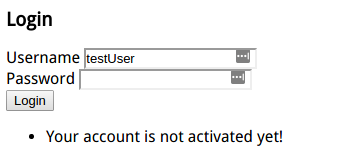 Login
Username testUser
Password
Login
Your account is not activated yet!